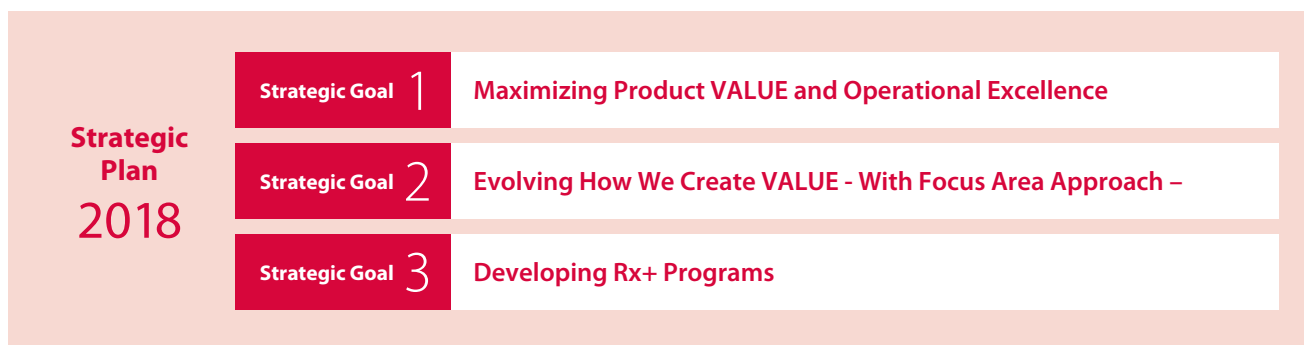 Strategic
Plan
2018
Strategic Goal 1 Maximizing Product VALUE and Operational Excellence
Strategic Goal 2 Evolving How We Create VALUE - With Focus Area Approach –
Strategic Goal 3 Developing Rx+ Programs